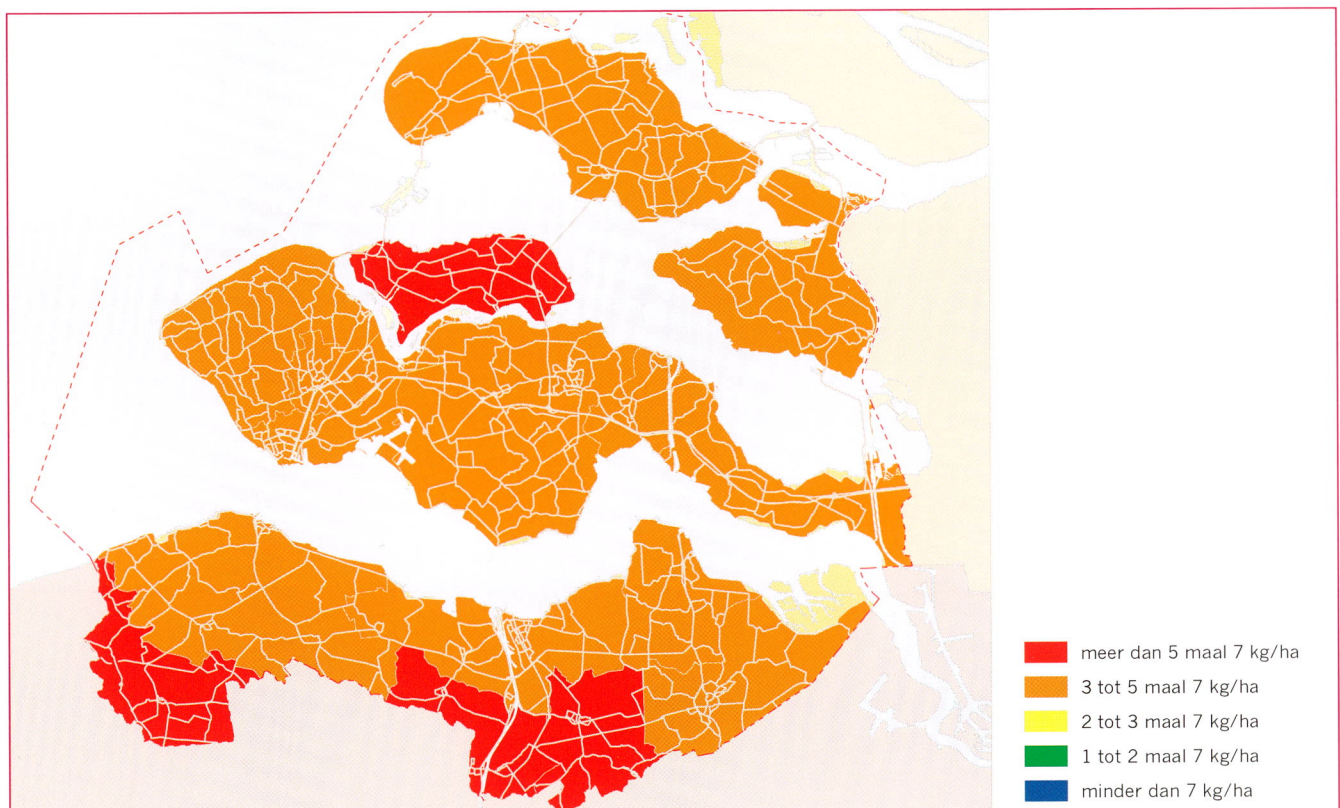 meer dan 5 maal 7 kg/ha
3 tot 5 maal 7 kg/ha
2 tot 3 maal 7 kg/ha
1 tot 2 maal 7 kg/ha
minder dan 7 kg/ha